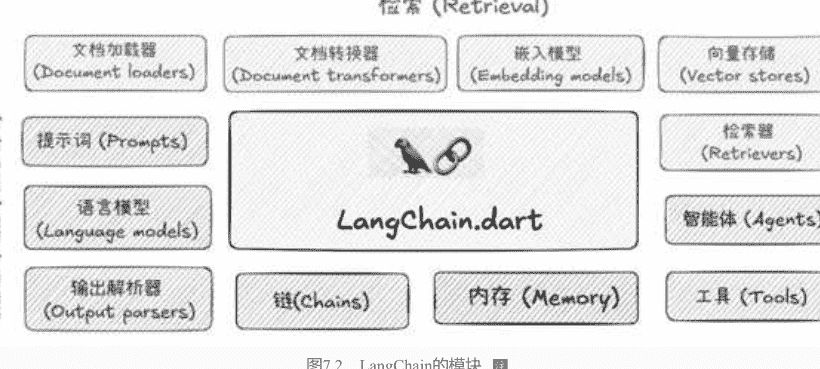 检索 (Retrieval)
文档加载器
(Document loaders)
文档转换器
(Document transformers)
嵌入模型
(Embedding models)
向量存储
(Vector stores)
提示词 (Prompts)
检索器
(Retrievers)
语言模型
(Language models)
LangChain.dart
智能体 (Agents)
输出解析器
(Output parsers)
链(Chains)
内存 (Memory)
工具 (Tools)
图7.2 LangChain的模块